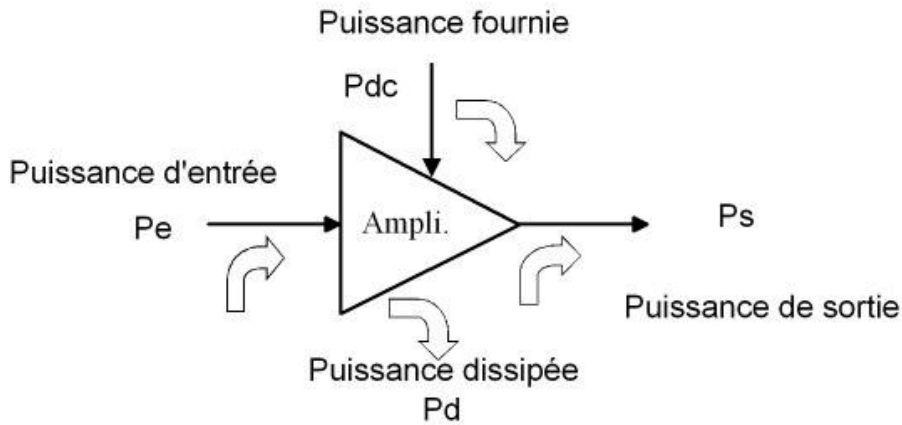 Puissance fournie
Pdc
Puissance d'entrée
Pe
Ampli.
Ps
Puissance de sortie
Puissance dissipée
Pd